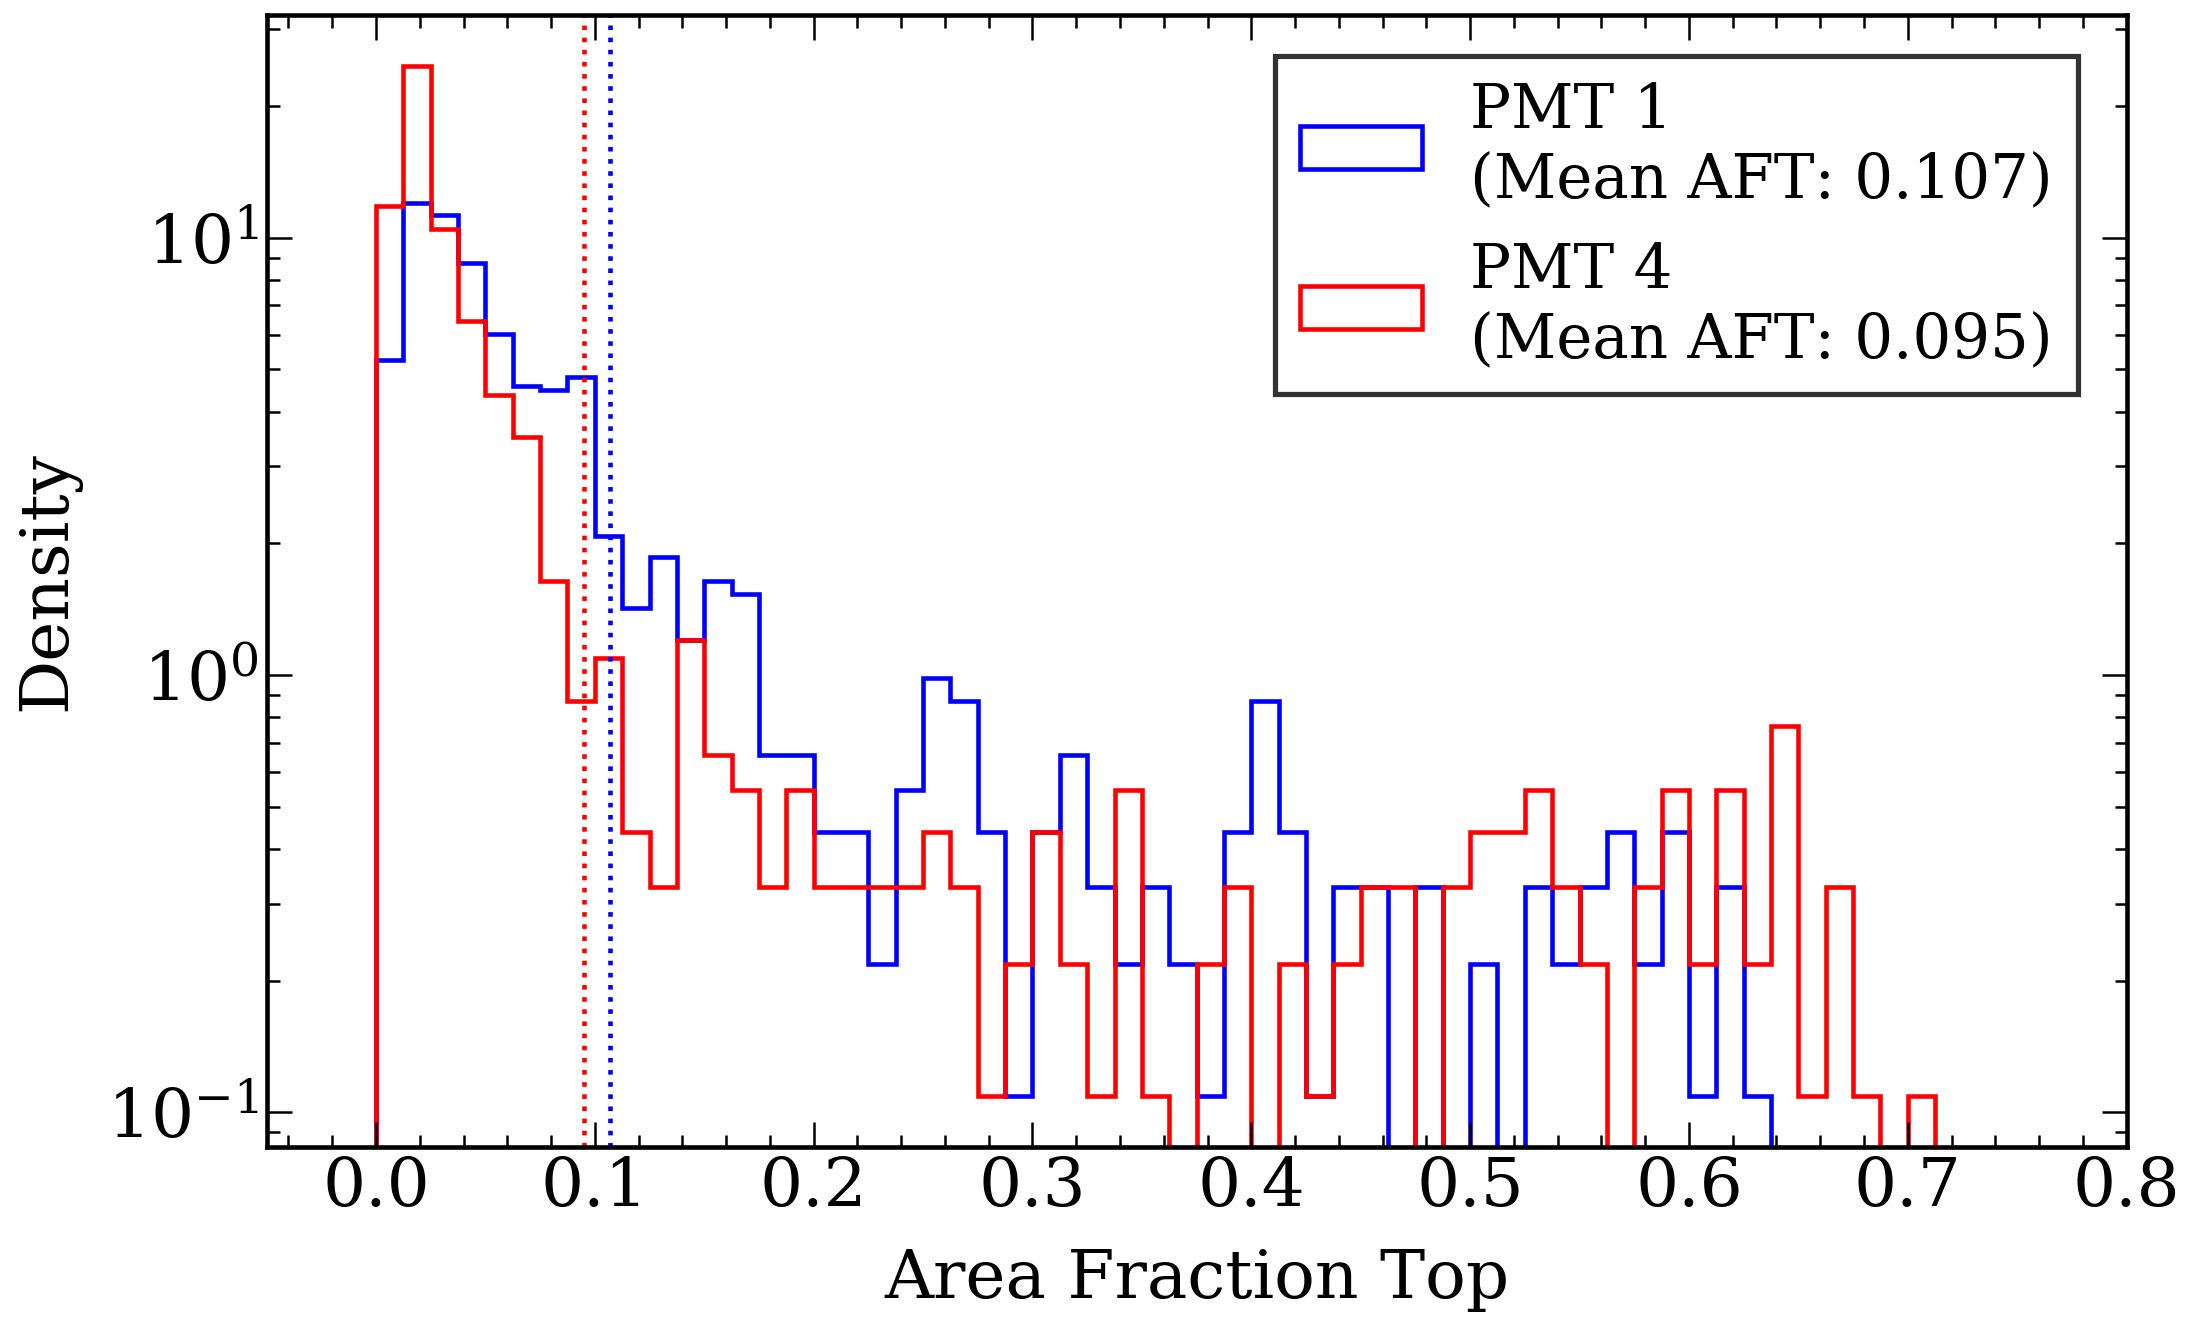 PMT 1
(Mean AFT: 0.107)
PMT 4
(Mean AFT: 0.095)
10¹
10⁰
10⁻¹
Density
0.0 0.1 0.2 0.3 0.4 0.5 0.6 0.7 0.8
Area Fraction Top